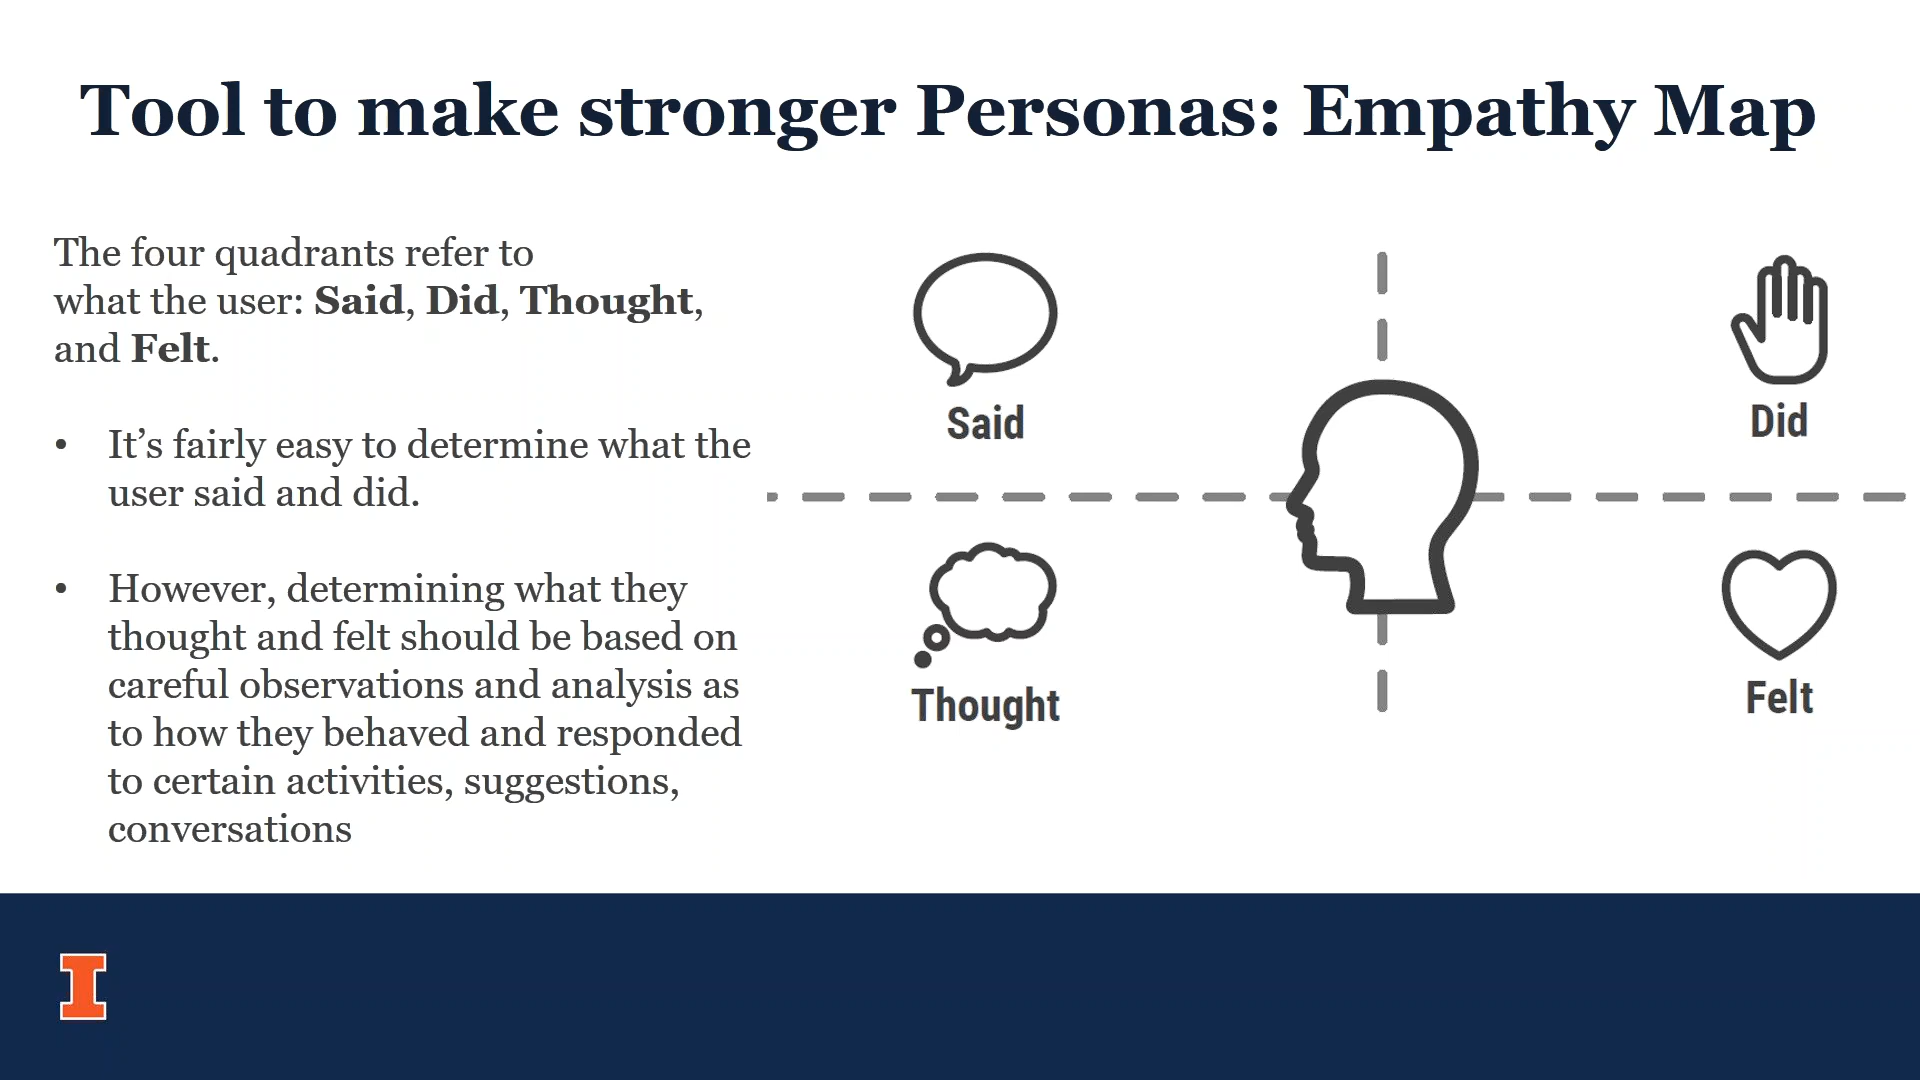 Tool to make stronger Personas: Empathy Map
The four quadrants refer to
what the user: Said, Did, Thought,
and Felt.
• It’s fairly easy to determine what the
user said and did.
• However, determining what they
thought and felt should be based on
careful observations and analysis as
to how they behaved and responded
to certain activities, suggestions,
conversations
Said
Did
Thought
Felt
I